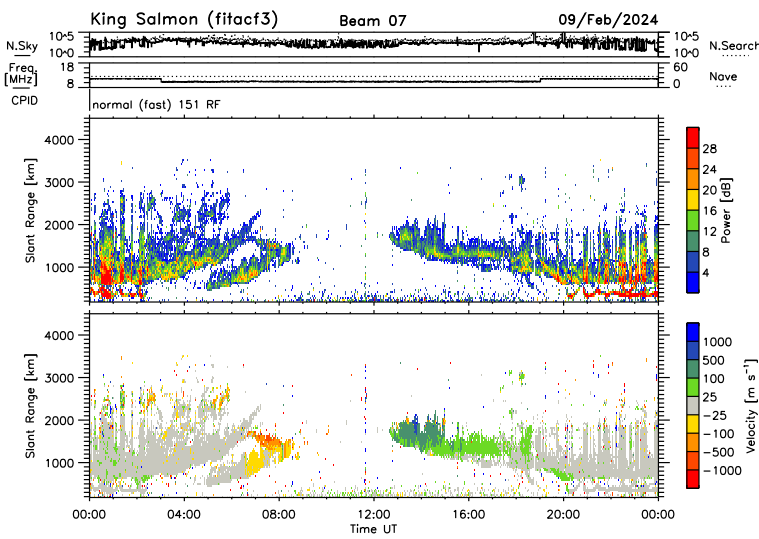 King Salmon (fitacf3) Beam 07 09/Feb/2024
N.Sky 10^5 10^0 10^5 10^0 N.Search
Freq. [MHz] 18 8 60 0 Nave
CPID normal (fast) 151 RF
Slant Range [km] 4000 3000 2000 1000
28 24 20 16 12 8 4 Power [dB]
Slant Range [km] 4000 3000 2000 1000
1000 500 100 25 −25 −100 −500 −1000 Velocity [m s⁻¹]
00:00 04:00 08:00 12:00 16:00 20:00 00:00
Time UT